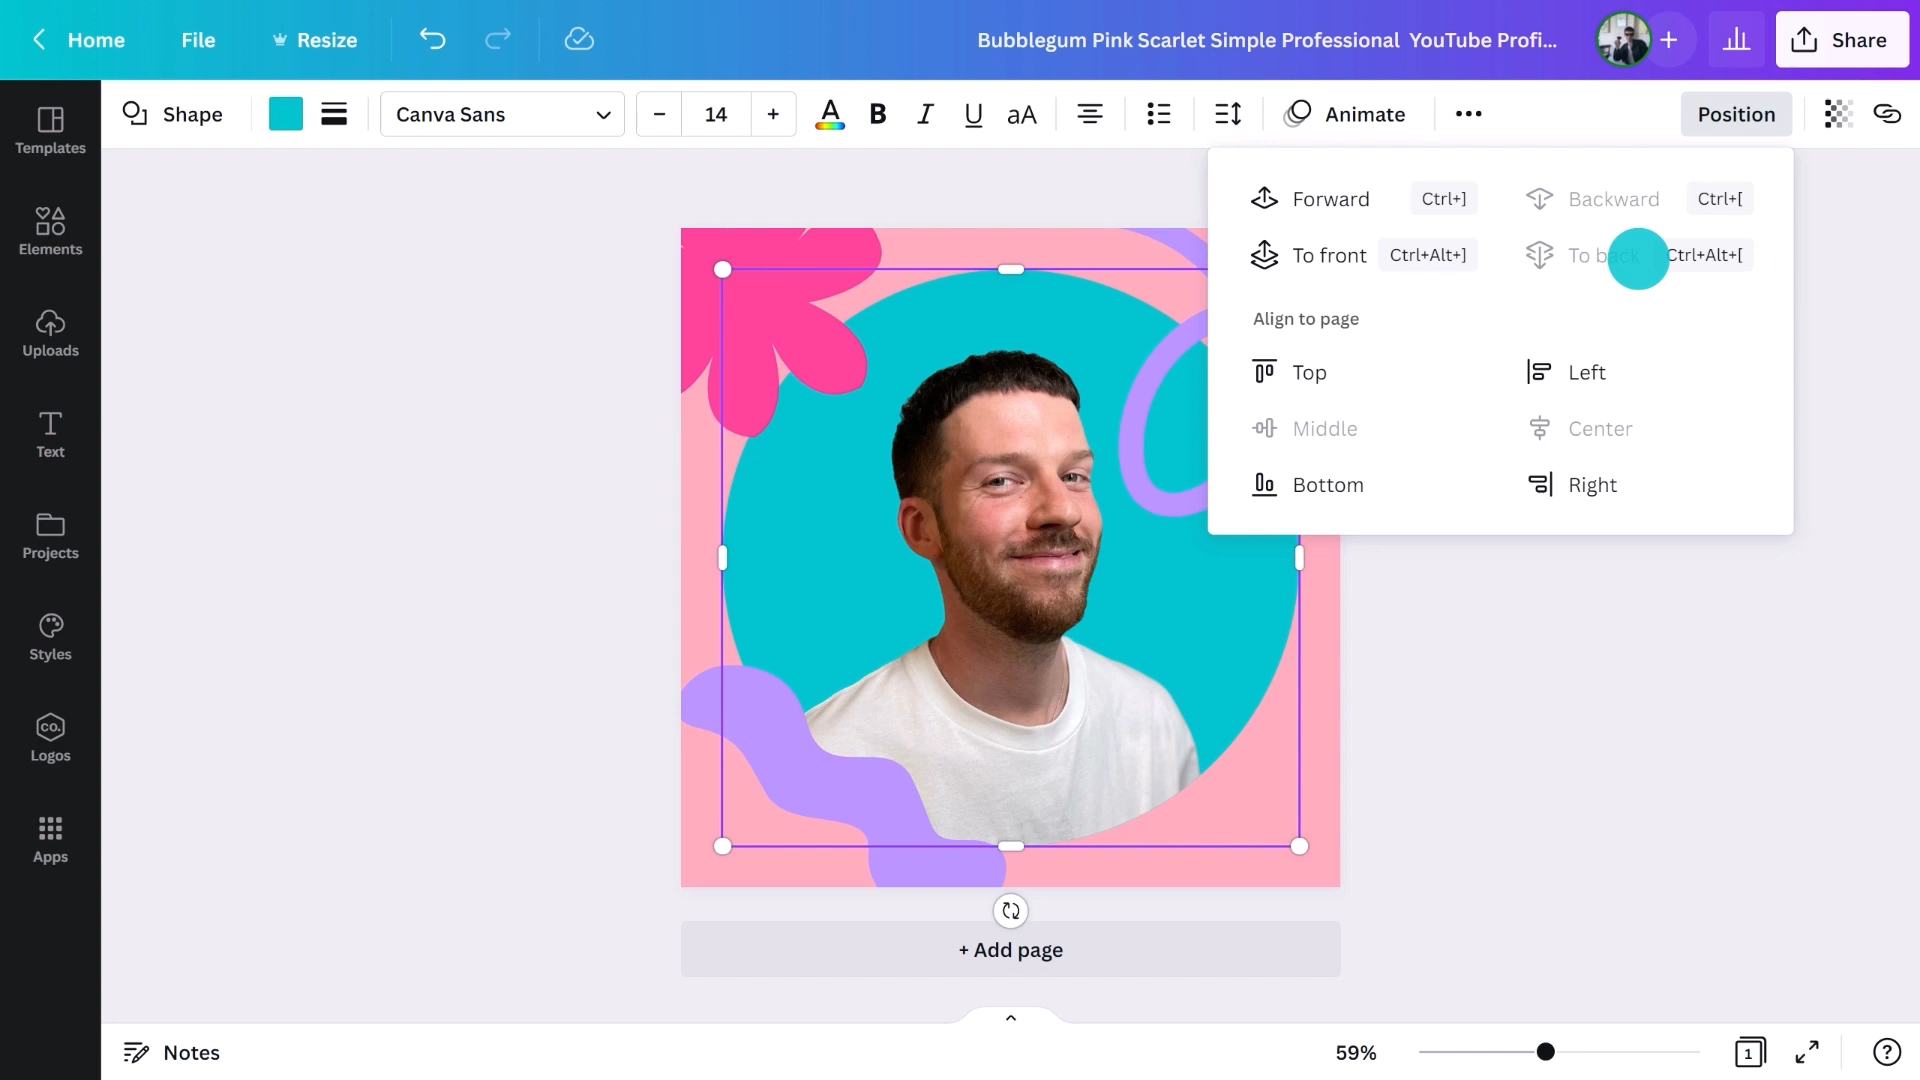 Home
File
Resize
Bubblegum Pink Scarlet Simple Professional YouTube Profi...
Share
Shape
Canva Sans
14
B
I
U
aA
Animate
Position
Templates
Elements
Uploads
Text
Projects
Styles
CO.
Logos
Apps
Forward Ctrl+]
Backward Ctrl+[
To front Ctrl+Alt+]
To back Ctrl+Alt+[
Align to page
Top
Left
Middle
Center
Bottom
Right
+ Add page
Notes
59%
1
?